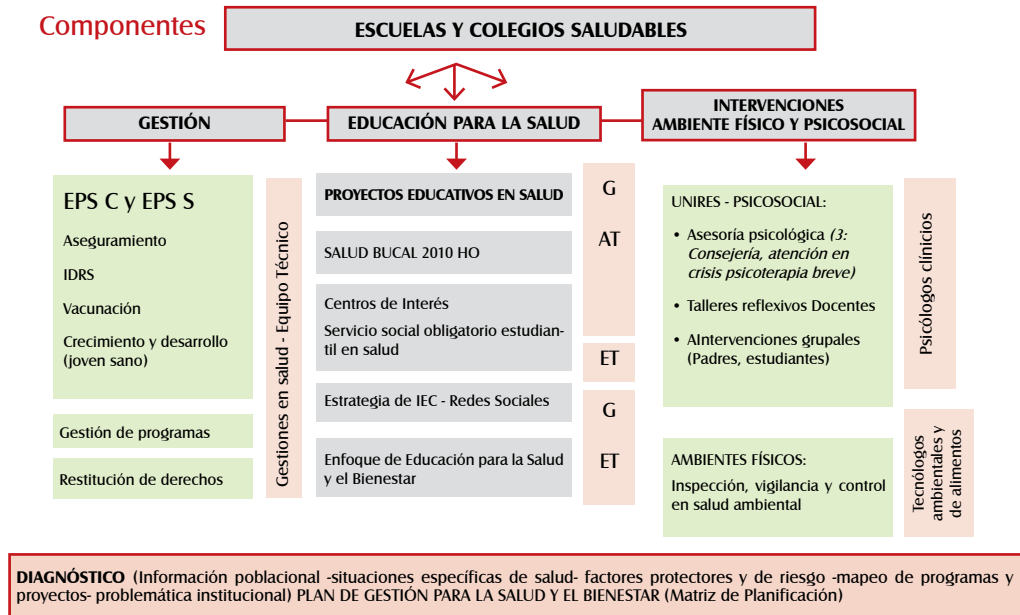 Componentes
ESCUELAS Y COLEGIOS SALUDABLES
GESTIÓN
EDUCACIÓN PARA LA SALUD
INTERVENCIONES
AMBIENTE FÍSICO Y PSICOSOCIAL
EPS C y EPS S
Aseguramiento
IDRS
Vacunación
Crecimiento y desarrollo
(joven sano)
Gestión de programas
Restitución de derechos
Gestiones en salud - Equipo Técnico
PROYECTOS EDUCATIVOS EN SALUD
SALUD BUCAL 2010 HO
Centros de Interés
Servicio social obligatorio estudian-
til en salud
Estrategia de IEC - Redes Sociales
Enfoque de Educación para la Salud
y el Bienestar
G
AT
ET
G
ET
UNIRES - PSICOSOCIAL:
• Asesoría psicológica (3:
Consejería, atención en
crisis psicoterapia breve)
• Talleres reflexivos Docentes
• AIntervenciones grupales
(Padres, estudiantes)
AMBIENTES FÍSICOS:
Inspección, vigilancia y control
en salud ambiental
Psicólogos clínicios
Tecnólogos
ambientales y
de alimentos
DIAGNÓSTICO (Información poblacional -situaciones específicas de salud- factores protectores y de riesgo -mapeo de programas y
proyectos- problemática institucional) PLAN DE GESTIÓN PARA LA SALUD Y EL BIENESTAR (Matriz de Planificación)